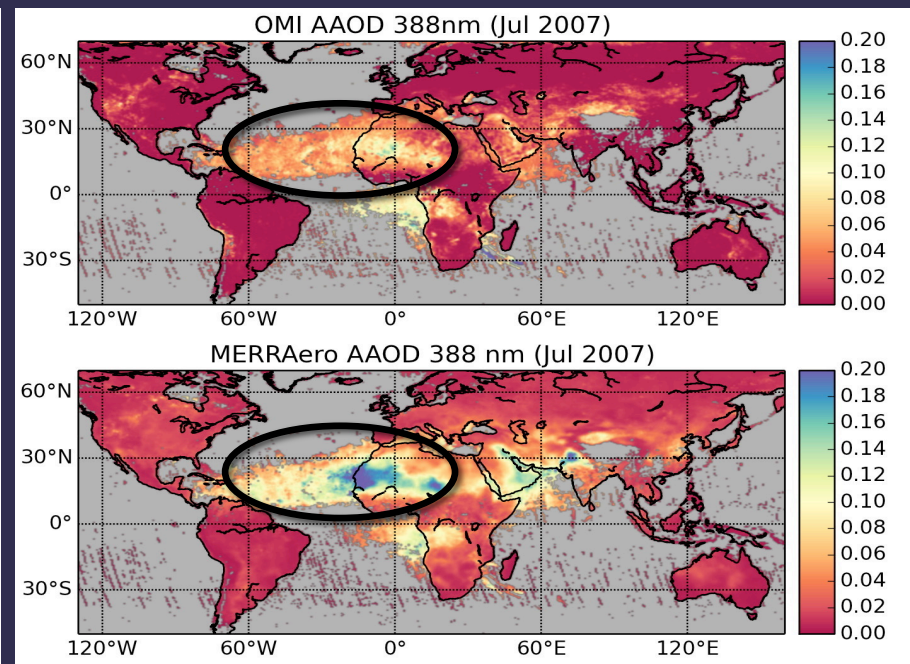 OMI AAOD 388nm (Jul 2007)
60°N
30°N
0°
30°S
120°W
60°W
0°
60°E
120°E
0.20
0.18
0.16
0.14
0.12
0.10
0.08
0.06
0.04
0.02
0.00
MERRAero AAOD 388 nm (Jul 2007)
60°N
30°N
0°
30°S
120°W
60°W
0°
60°E
120°E
0.20
0.18
0.16
0.14
0.12
0.10
0.08
0.06
0.04
0.02
0.00